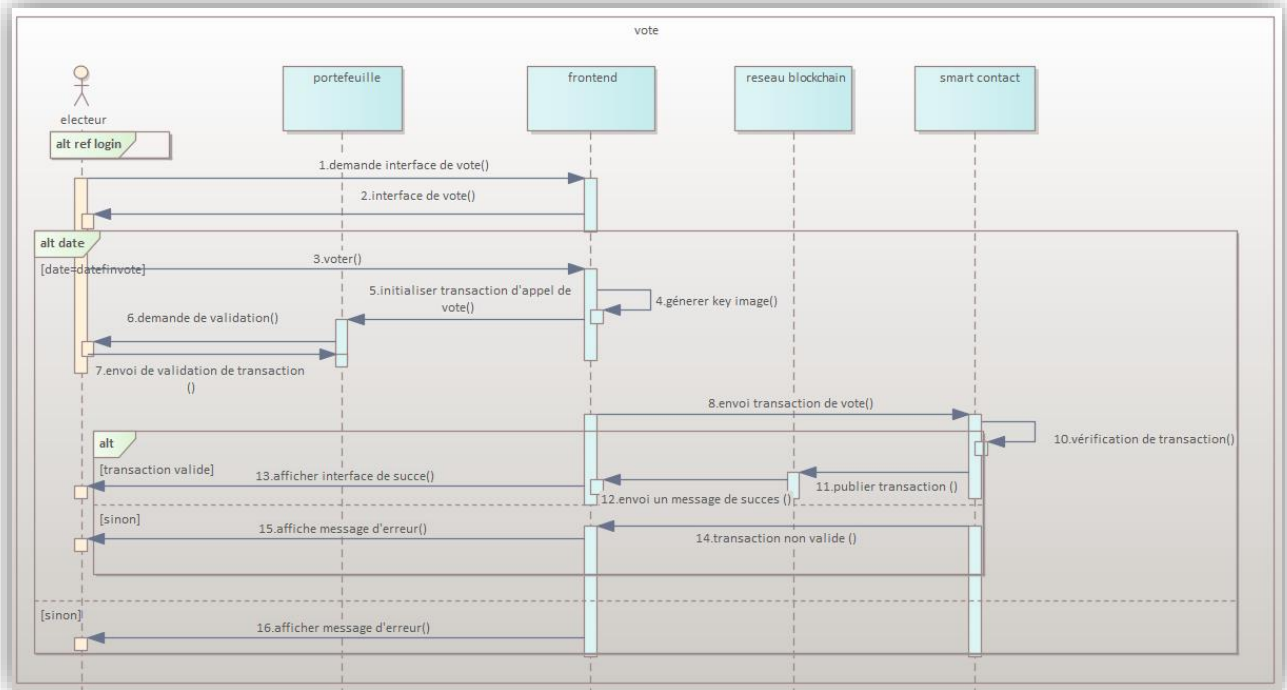 vote
portefeuille
frontend
reseau blockchain
smart contact
electeur
alt ref login
1.demande interface de vote()
2.interface de vote()
alt date
[date=datefinvote]
3.voter()
4.génerer key image()
5.initialiser transaction d'appel de
vote()
6.demande de validation()
7.envoi de validation de transaction
()
8.envoi transaction de vote()
alt
10.vérification de transaction()
[transaction valide]
13.afficher interface de succe()
11.publier transaction ()
12.envoi un message de succes ()
[sinon]
15.affiche message d'erreur()
14.transaction non valide ()
[sinon]
16.afficher message d'erreur()